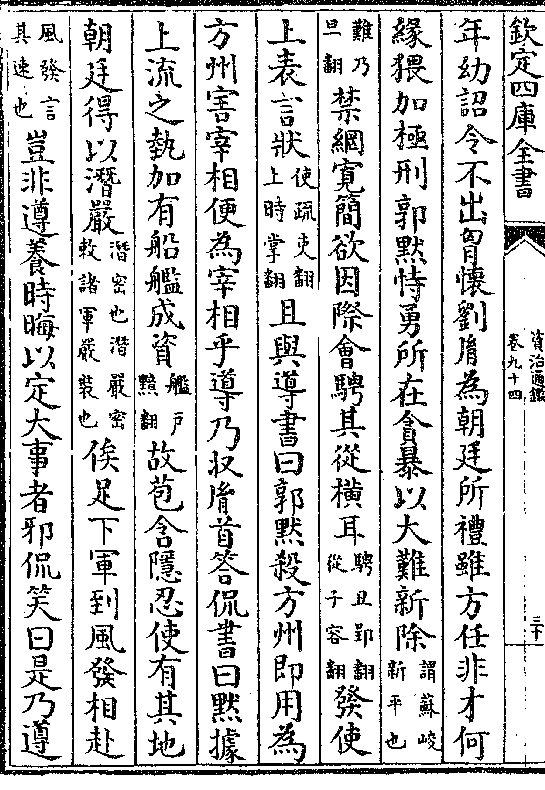 欽定四庫全書
資治通鑑
卷九十四
三十
年幼詔令不出胷懷劉𦙍為朝廷所禮雖方任非才何
緣猥加極刑郭黙恃勇所在貪暴以大難新除謂蘇峻新平也
難乃旦翻禁網寛簡欲因際會騁其從横耳騁丑郢翻從子容翻發使
上表言狀使疏吏翻上時掌翻且與導書曰郭黙殺方州即用為
方州害宰相便為宰相乎導乃収𦙍首答侃書曰黙據
上流之埶加有船艦成資艦户黯翻故苞含隱忍使有其地
朝廷得以潛嚴潛密也潛嚴密敕諸軍嚴裝也俟足下軍到風發相赴
風發言其速也豈非遵養時晦以定大事者邪侃笑曰是乃遵